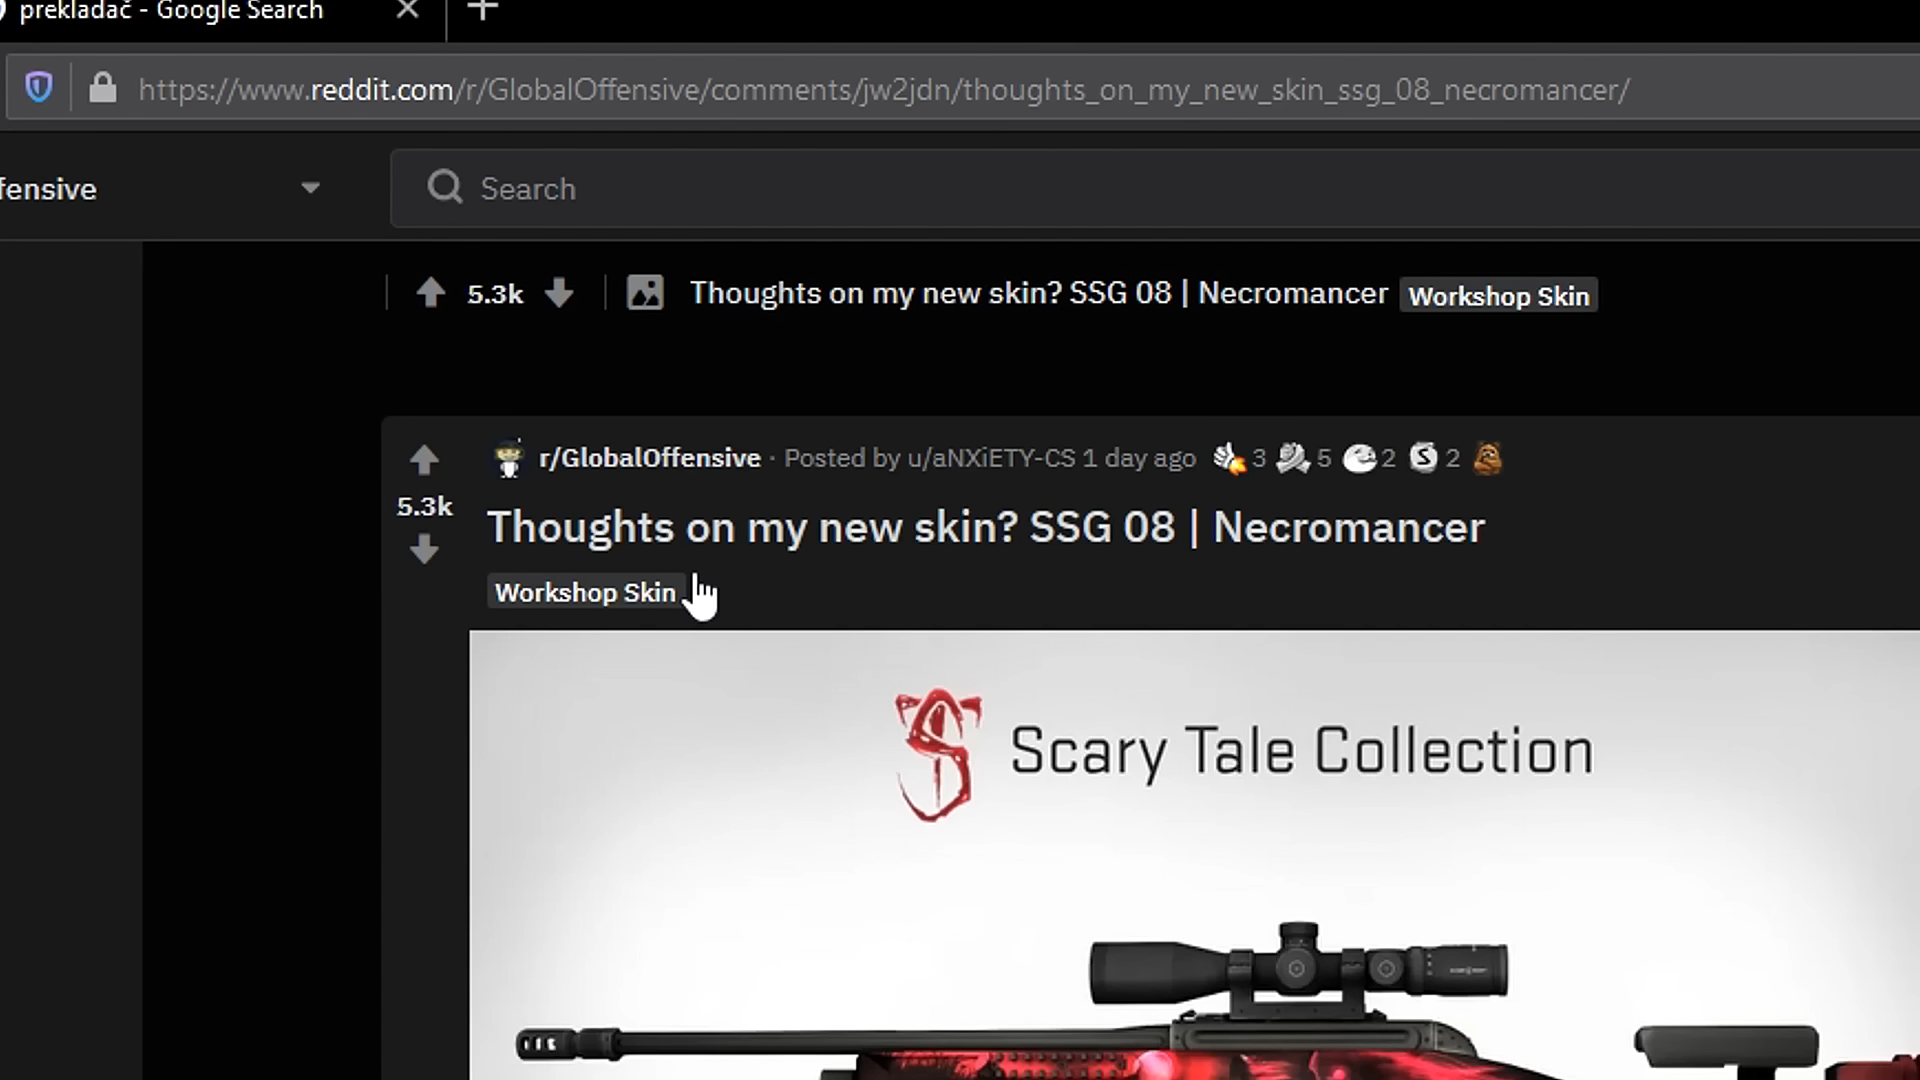 prekladač - Google Search
https://www.reddit.com/r/GlobalOffensive/comments/jw2jdn/thoughts_on_my_new_skin_ssg_08_necromancer/
fensive
Search
5.3k
Thoughts on my new skin? SSG 08 | Necromancer Workshop Skin
r/GlobalOffensive · Posted by u/aNXiETY-CS 1 day ago 3 5 2 S 2
5.3k
Thoughts on my new skin? SSG 08 | Necromancer
Workshop Skin
Scary Tale Collection